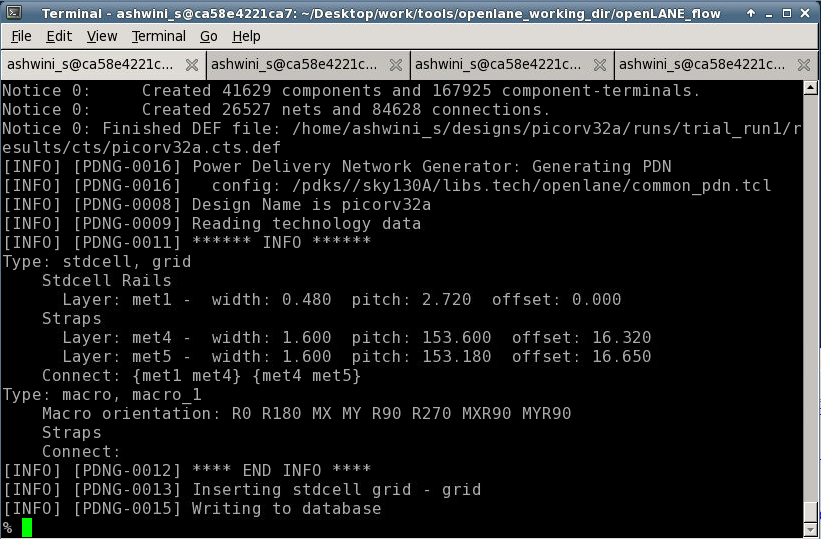 Terminal - ashwini_s@ca58e4221ca7: ~/Desktop/work/tools/openlane_working_dir/openLANE_flow
File Edit View Terminal Go Help
ashwini_s@ca58e4221c... ashwini_s@ca58e4221c... ashwini_s@ca58e4221c... ashwini_s@ca58e4221c...
Notice 0:     Created 41629 components and 167925 component-terminals.
Notice 0:     Created 26527 nets and 84628 connections.
Notice 0: Finished DEF file: /home/ashwini_s/designs/picorv32a/runs/trial_run1/r
esults/cts/picorv32a.cts.def
[INFO] [PDNG-0016] Power Delivery Network Generator: Generating PDN
[INFO] [PDNG-0016]   config: /pdks//sky130A/libs.tech/openlane/common_pdn.tcl
[INFO] [PDNG-0008] Design Name is picorv32a
[INFO] [PDNG-0009] Reading technology data
[INFO] [PDNG-0011] ****** INFO ******
Type: stdcell, grid
    Stdcell Rails
      Layer: met1 -  width: 0.480  pitch: 2.720  offset: 0.000
    Straps
      Layer: met4 -  width: 1.600  pitch: 153.600  offset: 16.320
      Layer: met5 -  width: 1.600  pitch: 153.180  offset: 16.650
    Connect: {met1 met4} {met4 met5}
Type: macro, macro_1
    Macro orientation: R0 R180 MX MY R90 R270 MXR90 MYR90
    Straps
    Connect:
[INFO] [PDNG-0012] **** END INFO ****
[INFO] [PDNG-0013] Inserting stdcell grid - grid
[INFO] [PDNG-0015] Writing to database
%